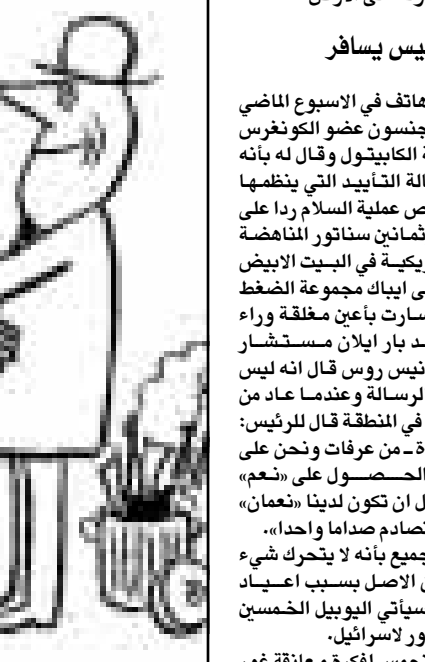 يس يسافر
هاتف في الاسبوع الماضي
جنسون عضو الكونغرس
ة الكابيتول وقال له بأنه
الة التأييد التي ينظمها
ص عملية السلام ردا على
ثمانين سناتور المناهضة
ريكية في البيت الابيض
ى ايباك مجموعة الضغط
سارت بأعين مغلقة وراء
ـد بار ايلان مستشار
نيس روس قال انه ليس
لرسالة وعندما عاد من
في المنطقة قال للرئيس:
ة ـ من عرفات ونحن على
الحصول على «نعم»
ل ان تكون لدينا «نعمان»
تصادم صداما واحدا».
جميع بأنه لا يتحرك شيء
ي الاصل بسبب اعياد
سيأتي اليوبيل الخمسين
ور لاسرائيل.